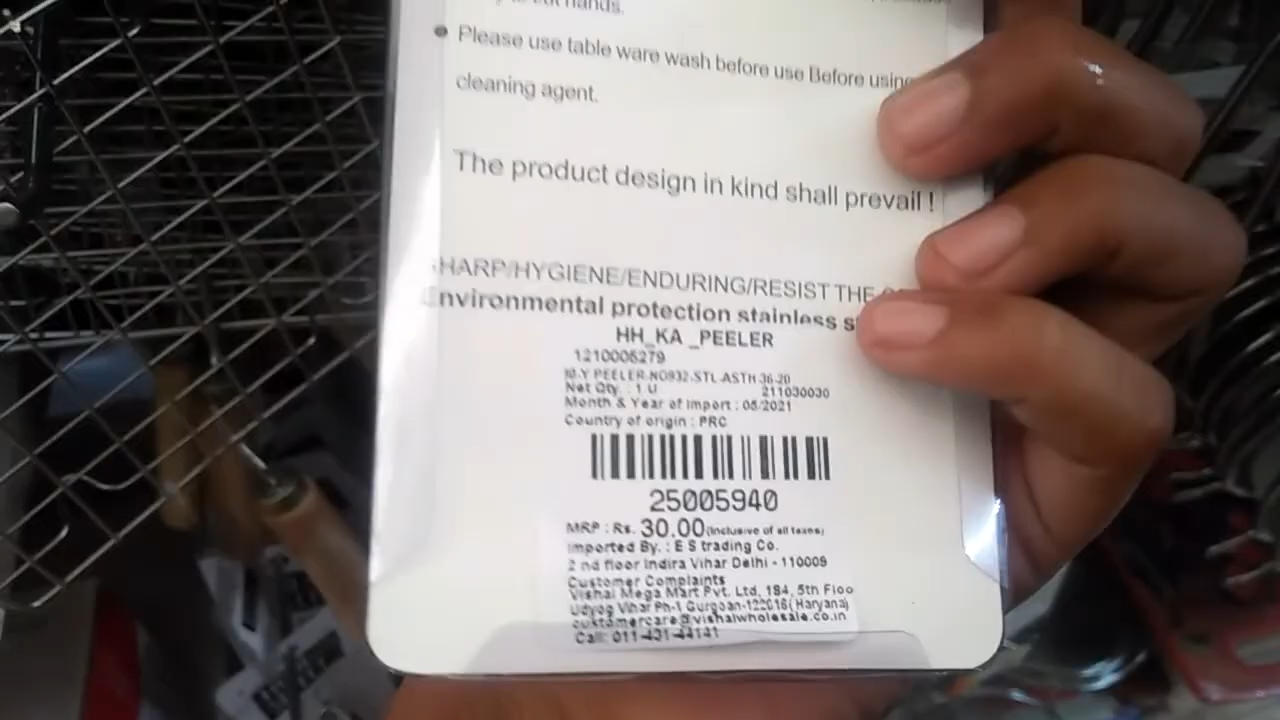 hands.
Please use table ware wash before use Before using
cleaning agent.
The product design in kind shall prevail !
HARP/HYGIENE/ENDURING/RESIST THE
Environmental protection stainless
HH_KA _PEELER
1210005279
10-Y PEELER-NO932-STL-ASTH 36-20
Net Qty. : 1 U 211030030
Month & Year of Import : 05/2021
Country of origin : PRC
25005940
MRP : Rs. 30.00 (Inclusive of all taxes)
Imported By. : E S trading Co.
2 nd floor Indira Vihar Delhi - 110009
Customer Complaints
Vishal Mega Mart Pvt. Ltd, 184, 5th Floo
Udyog Vihar Ph-1 Gurgoan-122016( Haryana)
customercare@vishalwholesale.co.in
Call: 011-431-44141